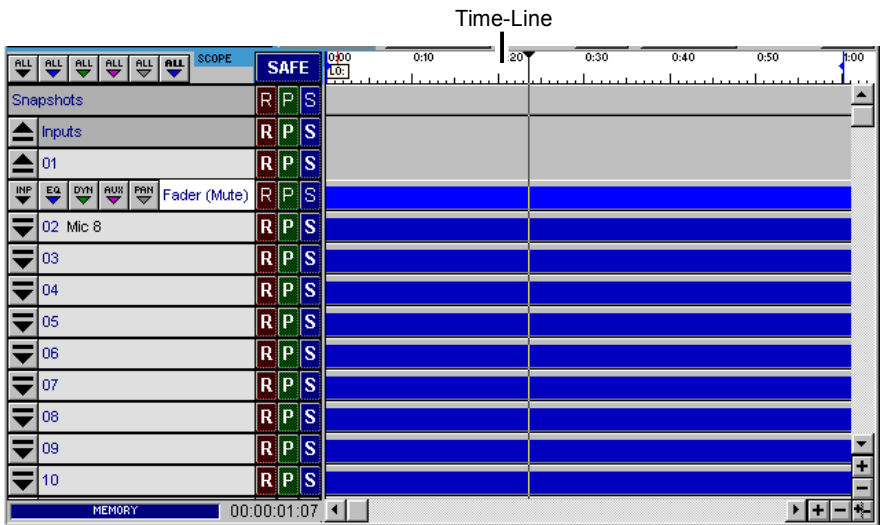 Time-Line
ALL ALL ALL ALL ALL ALL SCOPE SAFE 0:00 0:10 :20 0:30 0:40 0:50 1:00
L0:
Snapshots R P S
Inputs R P S
01 R P S
INP EQ DYN AUX PAN Fader (Mute) R P S
02 Mic 8 R P S
03 R P S
04 R P S
05 R P S
06 R P S
07 R P S
08 R P S
09 R P S
10 R P S
MEMORY 00:00:01:07